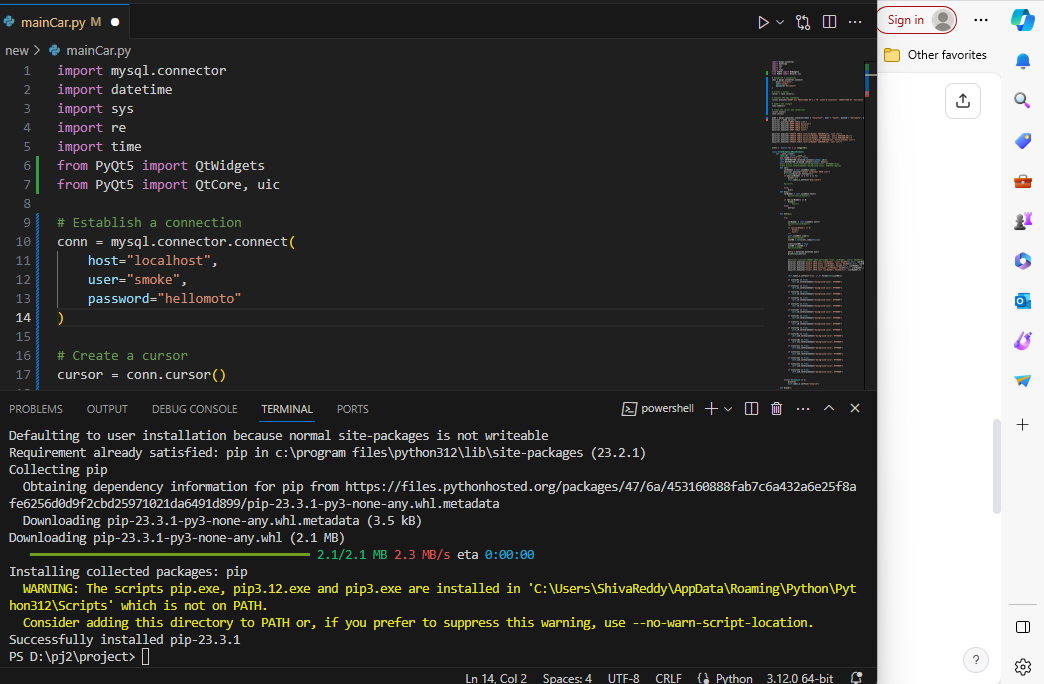 mainCar.py M
Sign in
new > mainCar.py
Other favorites
1 import mysql.connector
2 import datetime
3 import sys
4 import re
5 import time
6 from PyQt5 import QtWidgets
7 from PyQt5 import QtCore, uic
8
9 # Establish a connection
10 conn = mysql.connector.connect(
11 host="localhost",
12 user="smoke",
13 password="hellomoto"
14 )
15
16 # Create a cursor
17 cursor = conn.cursor()
PROBLEMS OUTPUT DEBUG CONSOLE TERMINAL PORTS powershell
Defaulting to user installation because normal site-packages is not writeable
Requirement already satisfied: pip in c:\program files\python312\lib\site-packages (23.2.1)
Collecting pip
Obtaining dependency information for pip from https://files.pythonhosted.org/packages/47/6a/453160888fab7c6a432a6e25f8a
fe6256d0d9f2cbd25971021da6491d899/pip-23.3.1-py3-none-any.whl.metadata
Downloading pip-23.3.1-py3-none-any.whl.metadata (3.5 kB)
Downloading pip-23.3.1-py3-none-any.whl (2.1 MB)
2.1/2.1 MB 2.3 MB/s eta 0:00:00
Installing collected packages: pip
WARNING: The scripts pip.exe, pip3.12.exe and pip3.exe are installed in 'C:\Users\ShivaReddy\AppData\Roaming\Python\Pyt
hon312\Scripts' which is not on PATH.
Consider adding this directory to PATH or, if you prefer to suppress this warning, use --no-warn-script-location.
Successfully installed pip-23.3.1
PS D:\pj2\project>
Ln 14, Col 2 Spaces: 4 UTF-8 CRLF {} Python 3.12.0 64-bit